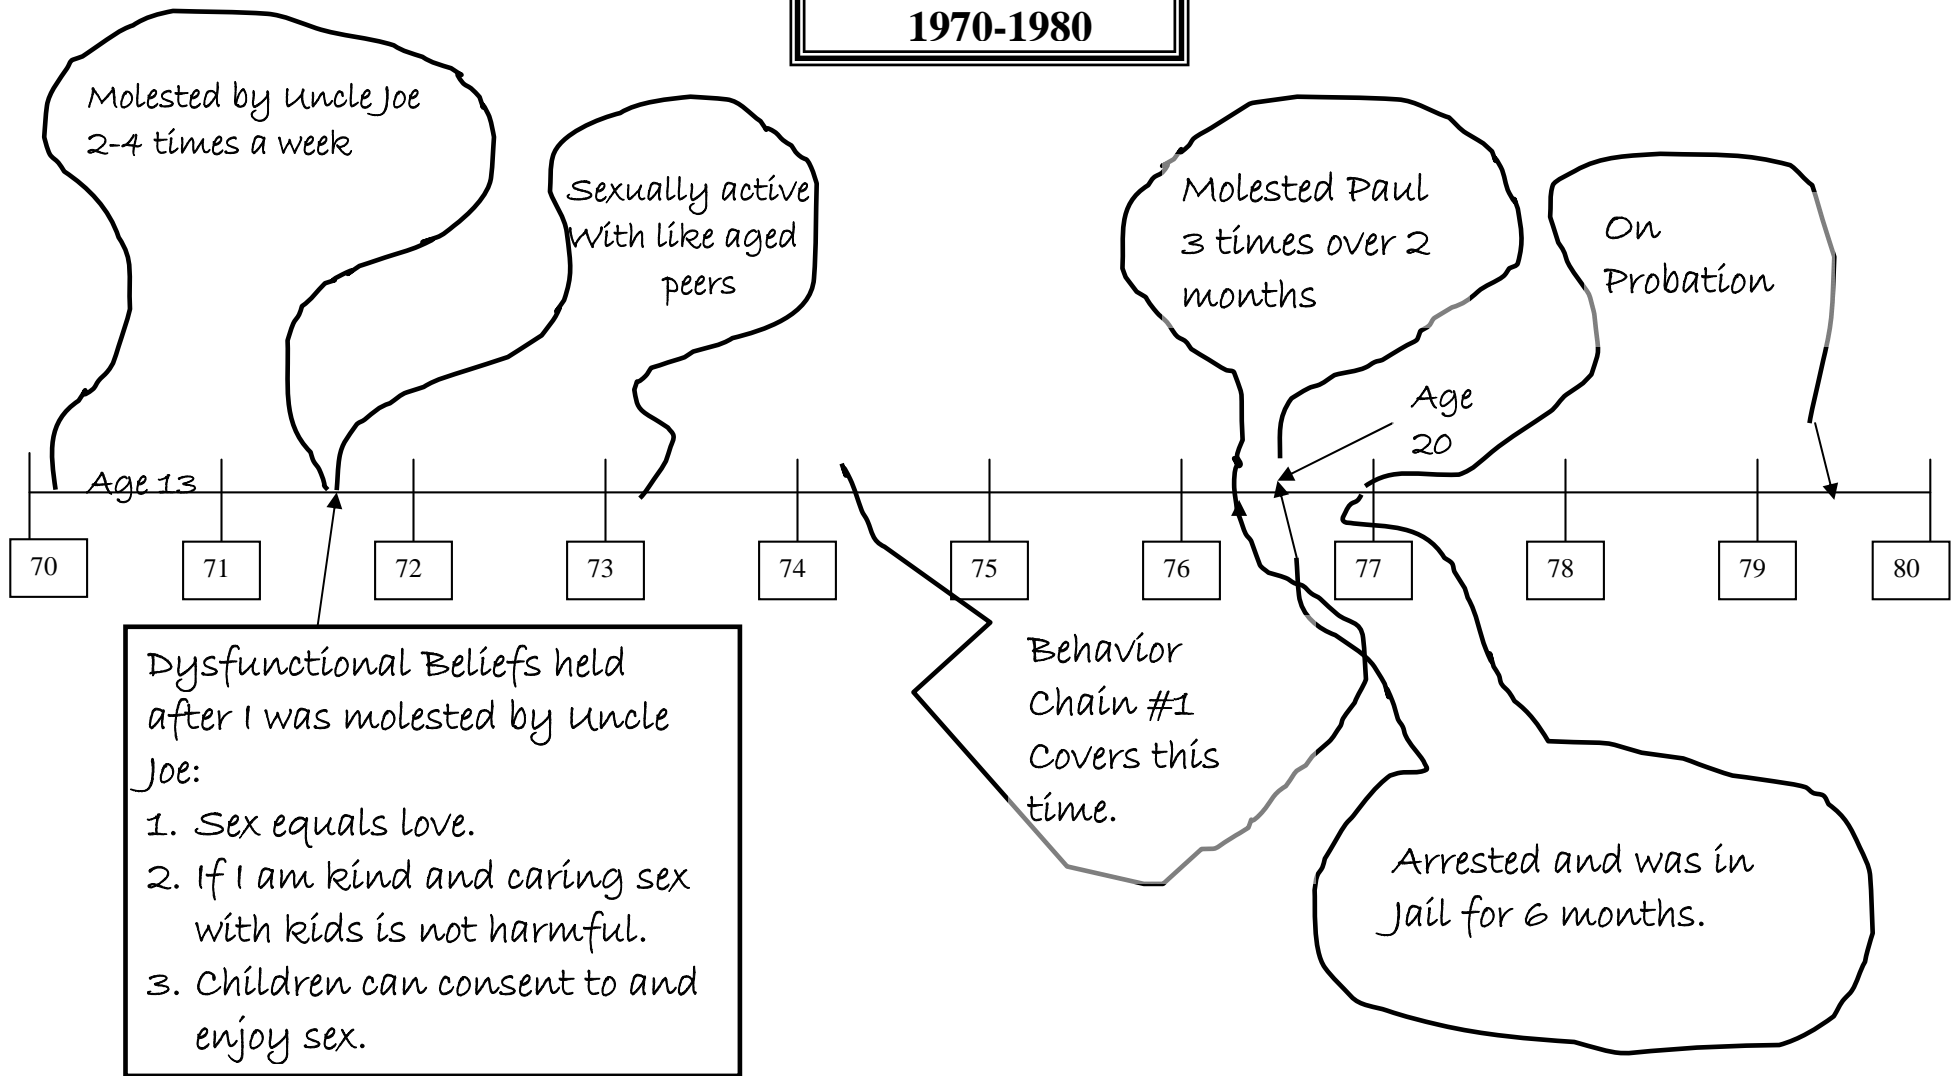 1970-1980
Molested by Uncle Joe
2-4 times a week
Sexually active
With like aged
peers
Molested Paul
3 times over 2
months
On
Probation
Age
20
Age 13
70
71
72
73
74
75
76
77
78
79
80
Dysfunctional Beliefs held
after I was molested by Uncle
Joe:
1. Sex equals love.
2. If I am kind and caring sex
with kids is not harmful.
3. Children can consent to and
enjoy sex.
Behavior
Chain #1
Covers this
time.
Arrested and was in
Jail for 6 months.